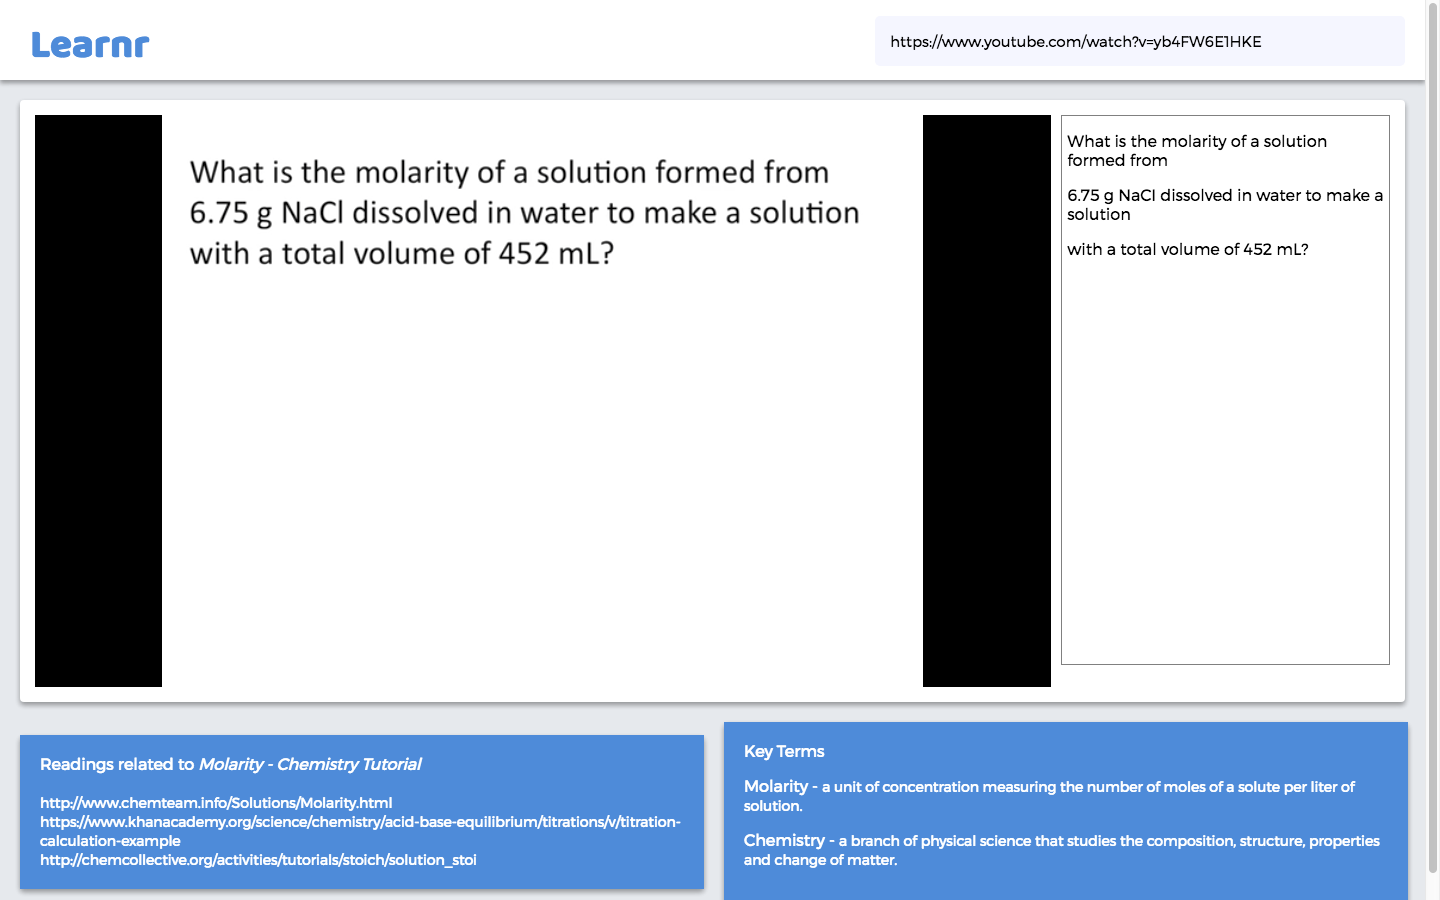 Learnr
https://www.youtube.com/watch?v=yb4FW6E1HKE
What is the molarity of a solution formed from
6.75 g NaCl dissolved in water to make a solution
with a total volume of 452 mL?
What is the molarity of a solution
formed from
6.75 g NaCl dissolved in water to make a
solution
with a total volume of 452 mL?
Readings related to Molarity - Chemistry Tutorial
http://www.chemteam.info/Solutions/Molarity.html
https://www.khanacademy.org/science/chemistry/acid-base-equilibrium/titrations/v/titration-
calculation-example
http://chemcollective.org/activities/tutorials/stoich/solution_stoi
Key Terms
Molarity - a unit of concentration measuring the number of moles of a solute per liter of
solution.
Chemistry - a branch of physical science that studies the composition, structure, properties
and change of matter.